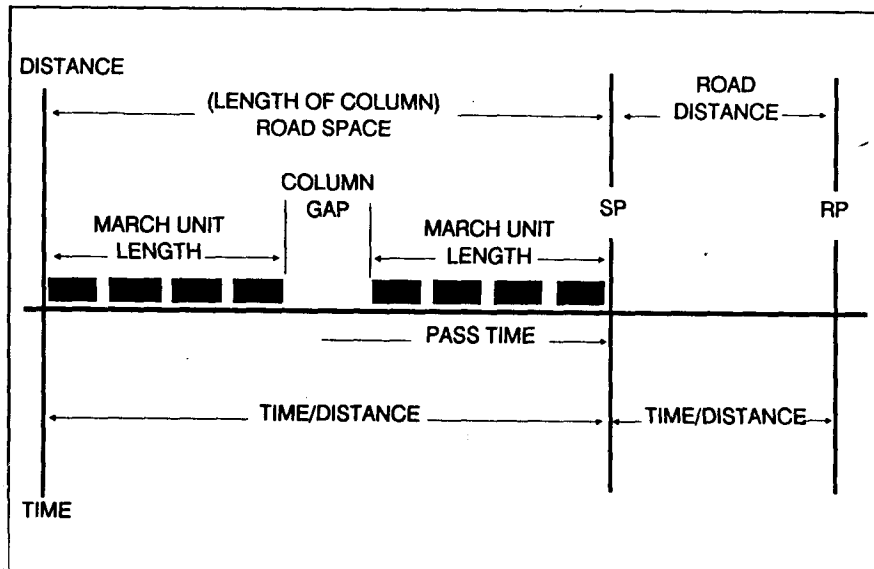 DISTANCE
(LENGTH OF COLUMN)
ROAD SPACE
ROAD
DISTANCE
COLUMN
GAP
SP
RP
MARCH UNIT
LENGTH
MARCH UNIT
LENGTH
PASS TIME
TIME/DISTANCE
TIME/DISTANCE
TIME